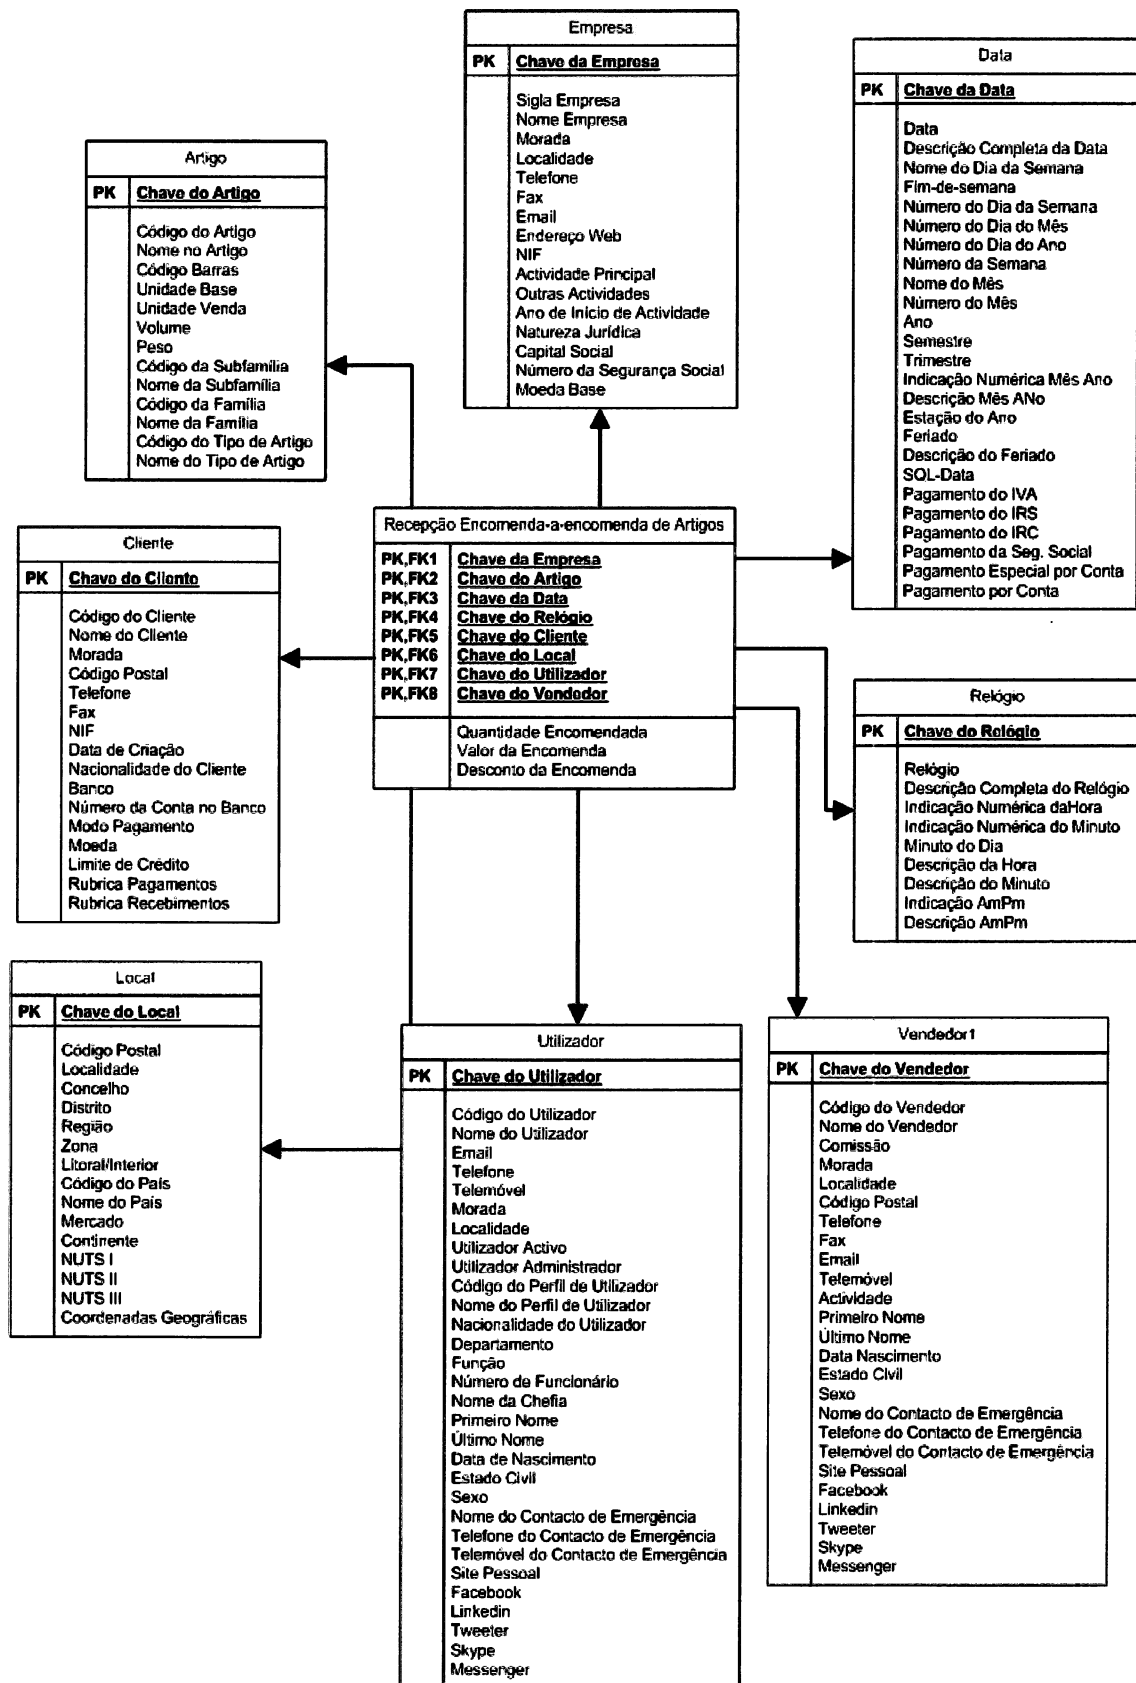 Empresa
PK Chave da Empresa
Sigla Empresa
Nome Empresa
Morada
Localidade
Telefone
Fax
Email
Endereço Web
NIF
Actividade Principal
Outras Actividades
Ano de Início de Actividade
Natureza Jurídica
Capital Social
Número da Segurança Social
Moeda Base
Data
PK Chave da Data
Data
Descrição Completa da Data
Nome do Dia da Semana
Fim-de-semana
Número do Dia da Semana
Número do Dia do Mês
Número do Dia do Ano
Número da Semana
Nome do Mês
Número do Mês
Ano
Semestre
Trimestre
Indicação Numérica Mês Ano
Descrição Mês ANo
Estação do Ano
Feriado
Descrição do Feriado
SQL-Data
Pagamento do IVA
Pagamento do IRS
Pagamento do IRC
Pagamento da Seg. Social
Pagamento Especial por Conta
Pagamento por Conta
Artigo
PK Chave do Artigo
Código do Artigo
Nome no Artigo
Código Barras
Unidade Base
Unidade Venda
Volume
Peso
Código da Subfamília
Nome da Subfamília
Código da Família
Nome da Família
Código do Tipo de Artigo
Nome do Tipo de Artigo
Recepção Encomenda-a-encomenda de Artigos
PK,FK1 Chave da Empresa
PK,FK2 Chave do Artigo
PK,FK3 Chave da Data
PK,FK4 Chave do Relógio
PK,FK5 Chave do Cliente
PK,FK6 Chave do Local
PK,FK7 Chave do Utilizador
PK,FK8 Chave do Vendedor
Quantidade Encomendada
Valor da Encomenda
Desconto da Encomenda
Cliente
PK Chave do Cliente
Código do Cliente
Nome do Cliente
Morada
Código Postal
Telefone
Fax
NIF
Data de Criação
Nacionalidade do Cliente
Banco
Número da Conta no Banco
Modo Pagamento
Moeda
Limite de Crédito
Rubrica Pagamentos
Rubrica Recebimentos
Relógio
PK Chave do Relógio
Relógio
Descrição Completa do Relógio
Indicação Numérica daHora
Indicação Numérica do Minuto
Minuto do Dia
Descrição da Hora
Descrição do Minuto
Indicação AmPm
Descrição AmPm
Local
PK Chave do Local
Código Postal
Localidade
Concelho
Distrito
Região
Zona
Litoral/Interior
Código do País
Nome do País
Mercado
Continente
NUTS I
NUTS II
NUTS III
Coordenadas Geográficas
Utilizador
PK Chave do Utilizador
Código do Utilizador
Nome do Utilizador
Email
Telefone
Telemóvel
Morada
Localidade
Utilizador Activo
Utilizador Administrador
Código do Perfil de Utilizador
Nome do Perfil de Utilizador
Nacionalidade do Utilizador
Departamento
Função
Número de Funcionário
Nome da Chefia
Primeiro Nome
Último Nome
Data de Nascimento
Estado Civil
Sexo
Nome do Contacto de Emergência
Telefone do Contacto de Emergência
Telemóvel do Contacto de Emergência
Site Pessoal
Facebook
Linkedin
Tweeter
Skype
Messenger
Vendedor1
PK Chave do Vendedor
Código do Vendedor
Nome do Vendedor
Comissão
Morada
Localidade
Código Postal
Telefone
Fax
Email
Telemóvel
Actividade
Primeiro Nome
Último Nome
Data Nascimento
Estado Civil
Sexo
Nome do Contacto de Emergência
Telefone do Contacto de Emergência
Telemóvel do Contacto de Emergência
Site Pessoal
Facebook
Linkedin
Tweeter
Skype
Messenger